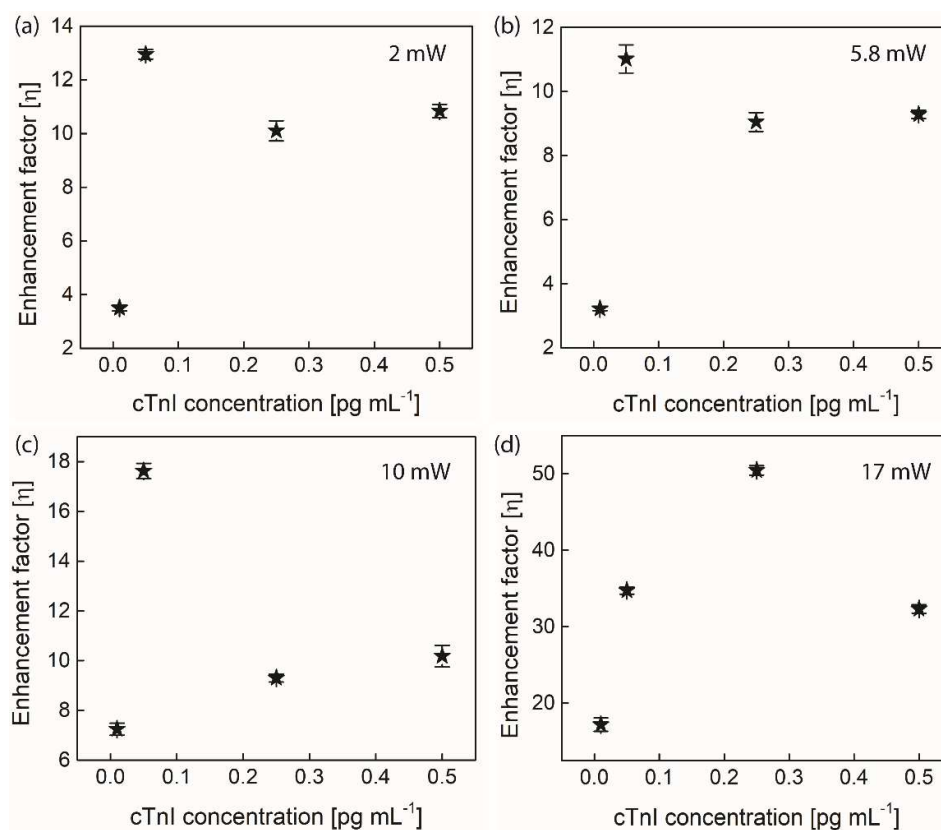 (a)
2 mW
Enhancement factor [η]
14
12
10
8
6
4
2
0.0 0.1 0.2 0.3 0.4 0.5
cTnI concentration [pg mL⁻¹]
(b)
5.8 mW
Enhancement factor [η]
12
10
8
6
4
2
0.0 0.1 0.2 0.3 0.4 0.5
cTnI concentration [pg mL⁻¹]
(c)
10 mW
Enhancement factor [η]
18
16
14
12
10
8
6
0.0 0.1 0.2 0.3 0.4 0.5
cTnI concentration [pg mL⁻¹]
(d)
17 mW
Enhancement factor [η]
50
40
30
20
0.0 0.1 0.2 0.3 0.4 0.5
cTnI concentration [pg mL⁻¹]